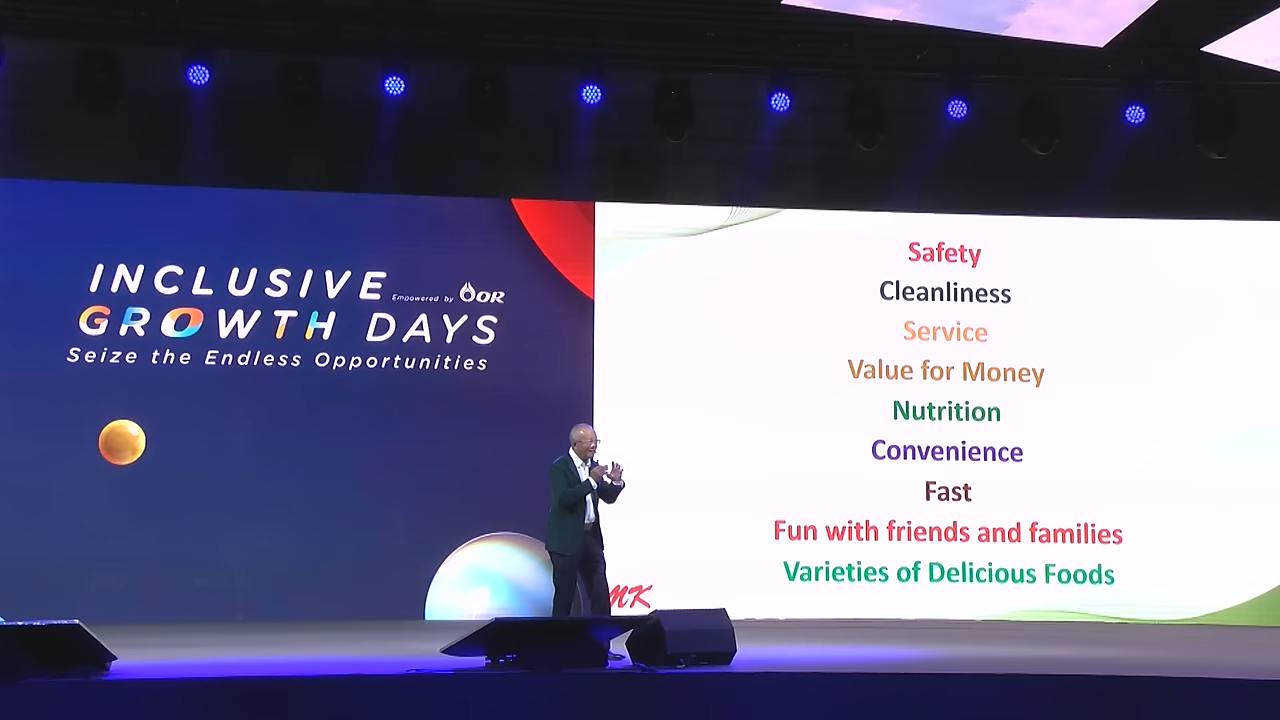 INCLUSIVE
Empowered by OR
GROWTH DAYS
Seize the Endless Opportunities
Safety
Cleanliness
Service
Value for Money
Nutrition
Convenience
Fast
Fun with friends and families
Varieties of Delicious Foods
MK